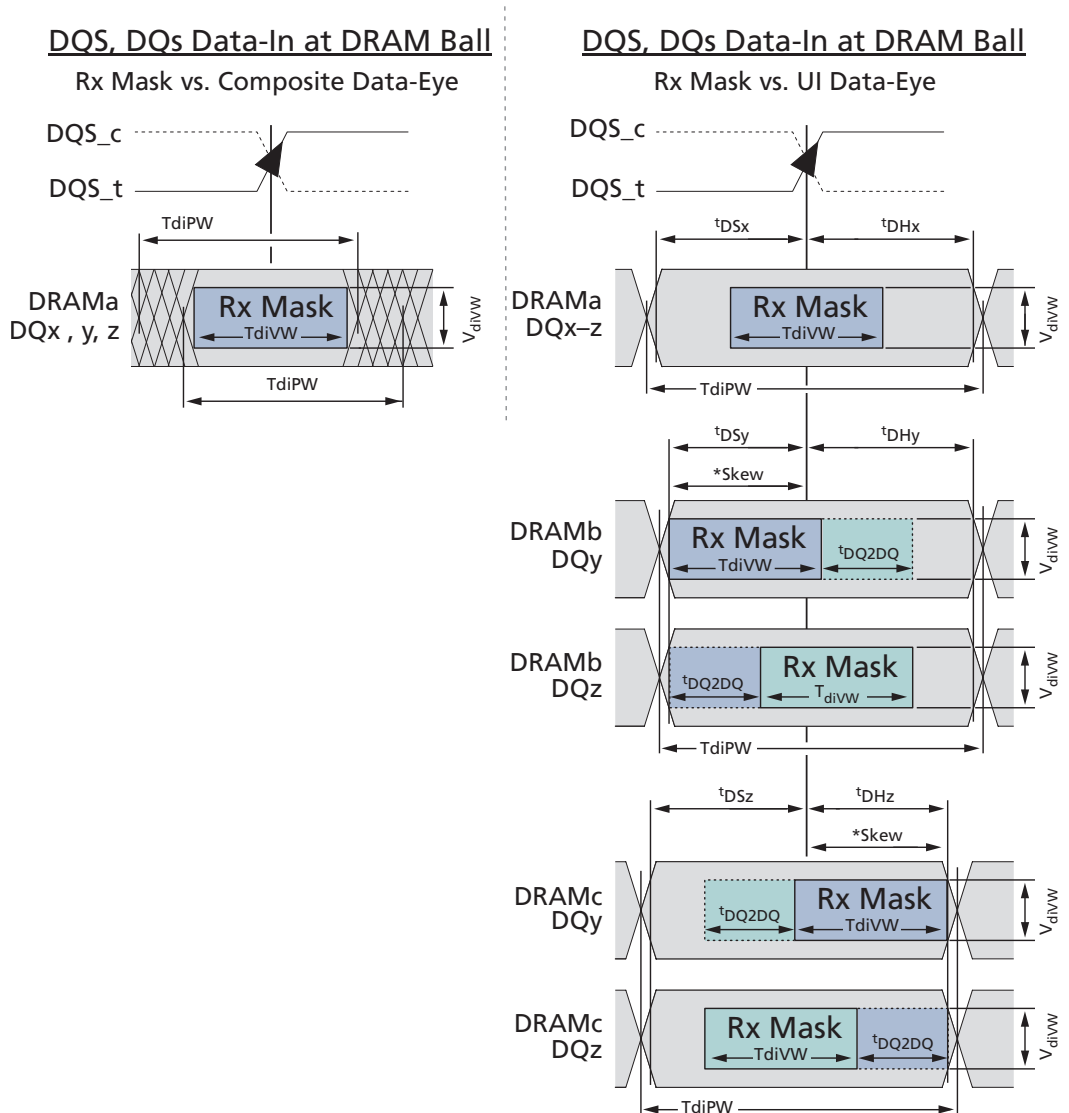 DQS, DQs Data-In at DRAM Ball
Rx Mask vs. Composite Data-Eye
DQS_c
DQS_t
TdiPW
DRAMa
DQx , y, z
Rx Mask
TdiVW
VdiVW
TdiPW
DQS, DQs Data-In at DRAM Ball
Rx Mask vs. UI Data-Eye
DQS_c
DQS_t
tDSx
tDHx
DRAMa
DQx–z
Rx Mask
TdiVW
VdiVW
TdiPW
tDSy
tDHy
*Skew
DRAMb
DQy
Rx Mask
TdiVW
tDQ2DQ
VdiVW
DRAMb
DQz
tDQ2DQ
Rx Mask
TdiVW
VdiVW
TdiPW
tDSz
tDHz
*Skew
DRAMc
DQy
tDQ2DQ
Rx Mask
TdiVW
VdiVW
DRAMc
DQz
Rx Mask
TdiVW
tDQ2DQ
VdiVW
TdiPW